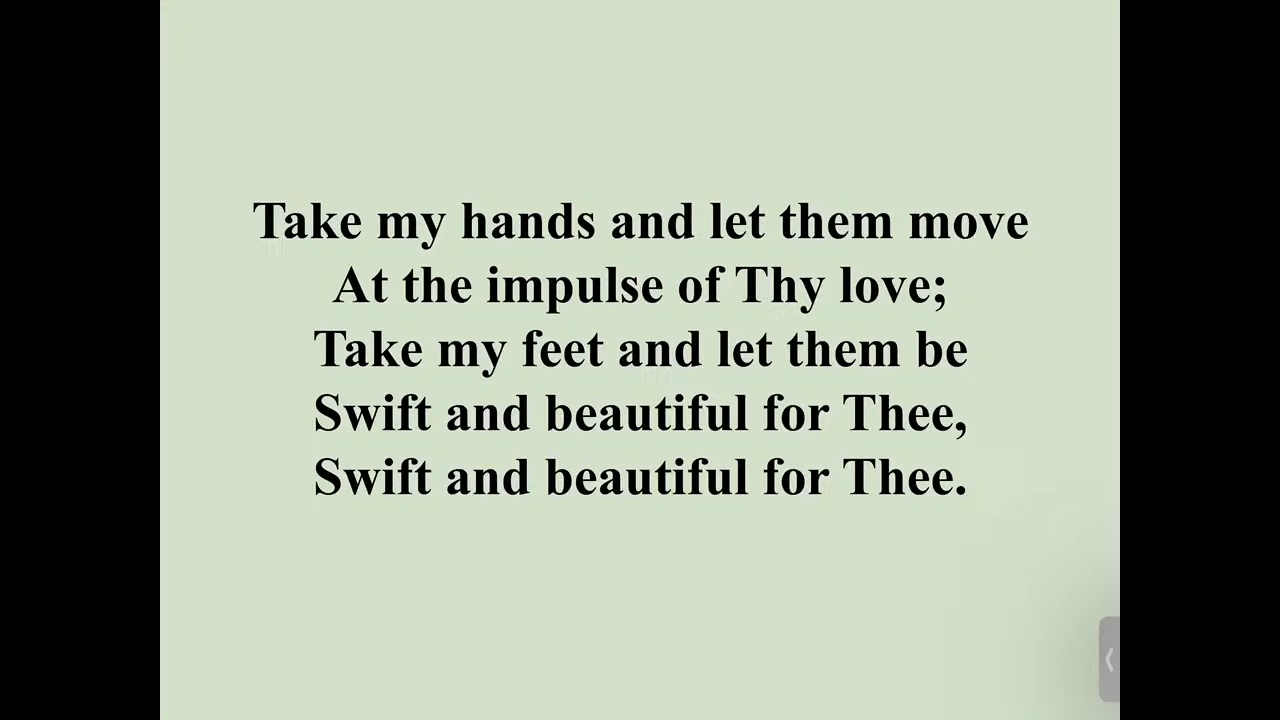 Take my hands and let them move
At the impulse of Thy love;
Take my feet and let them be
Swift and beautiful for Thee,
Swift and beautiful for Thee.